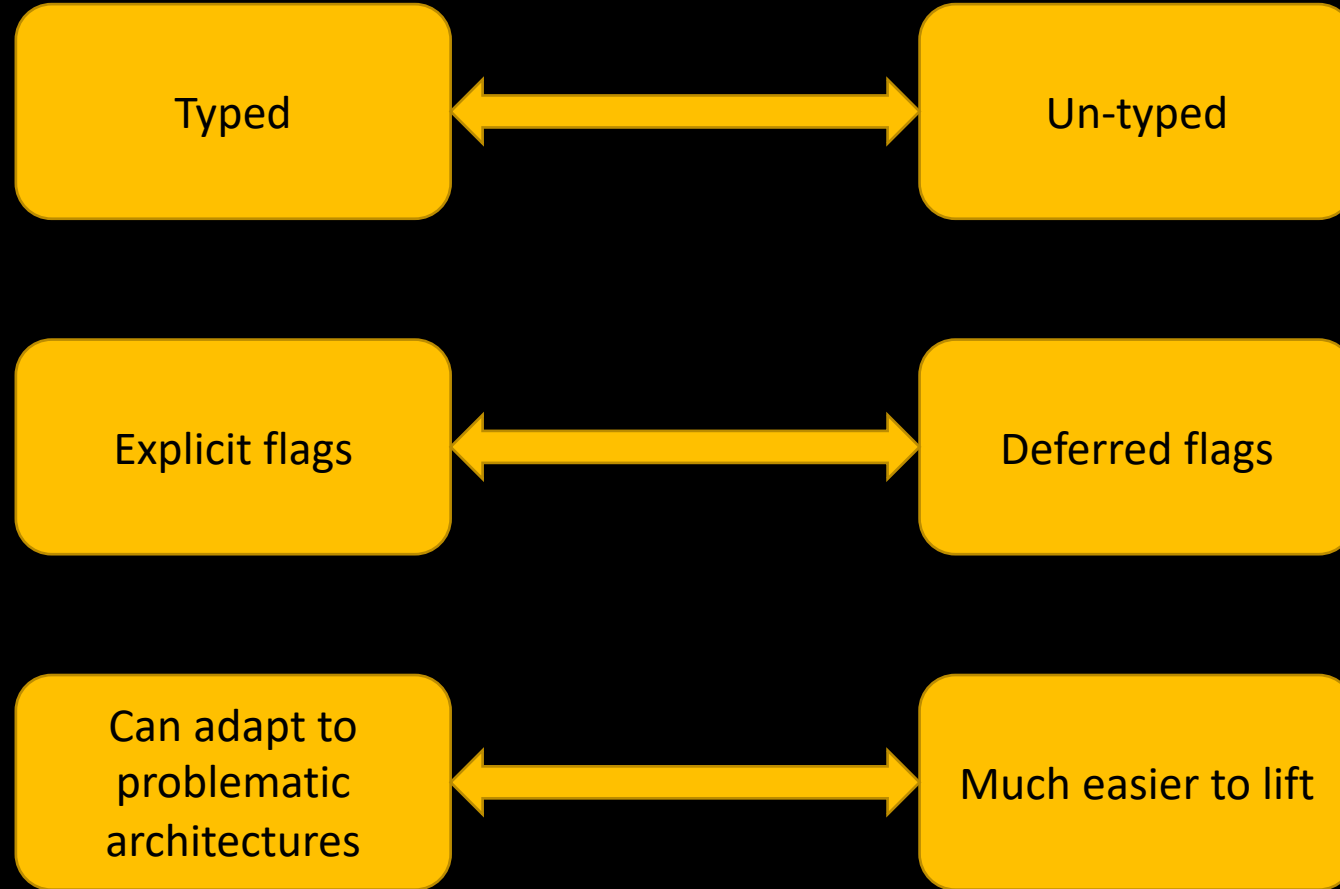 Typed
Un-typed
Explicit flags
Deferred flags
Can adapt to
problematic
architectures
Much easier to lift